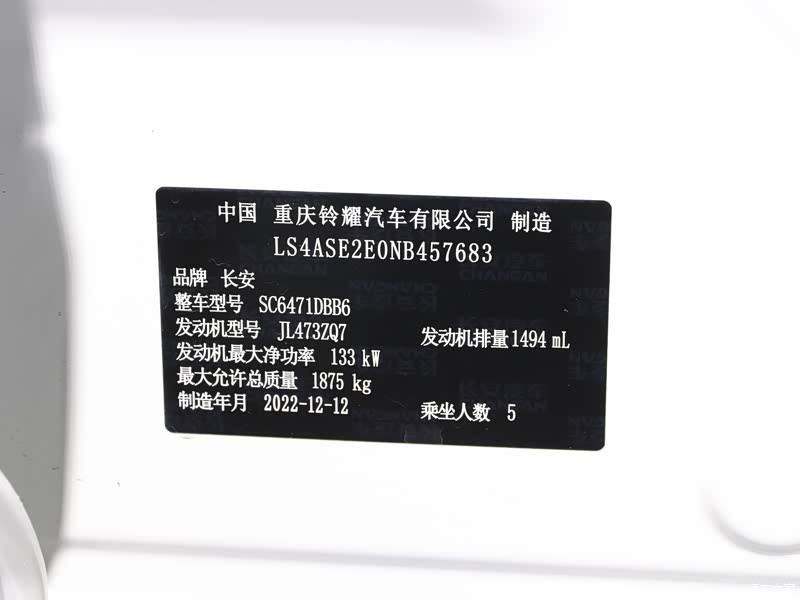 中国 重庆铃耀汽车有限公司 制造
LS4ASE2E0NB457683
品牌 长安
整车型号 SC6471DBB6
发动机型号 JL473ZQ7 发动机排量 1494 mL
发动机最大净功率 133 kW
最大允许总质量 1875 kg
制造年月 2022-12-12 乘坐人数 5